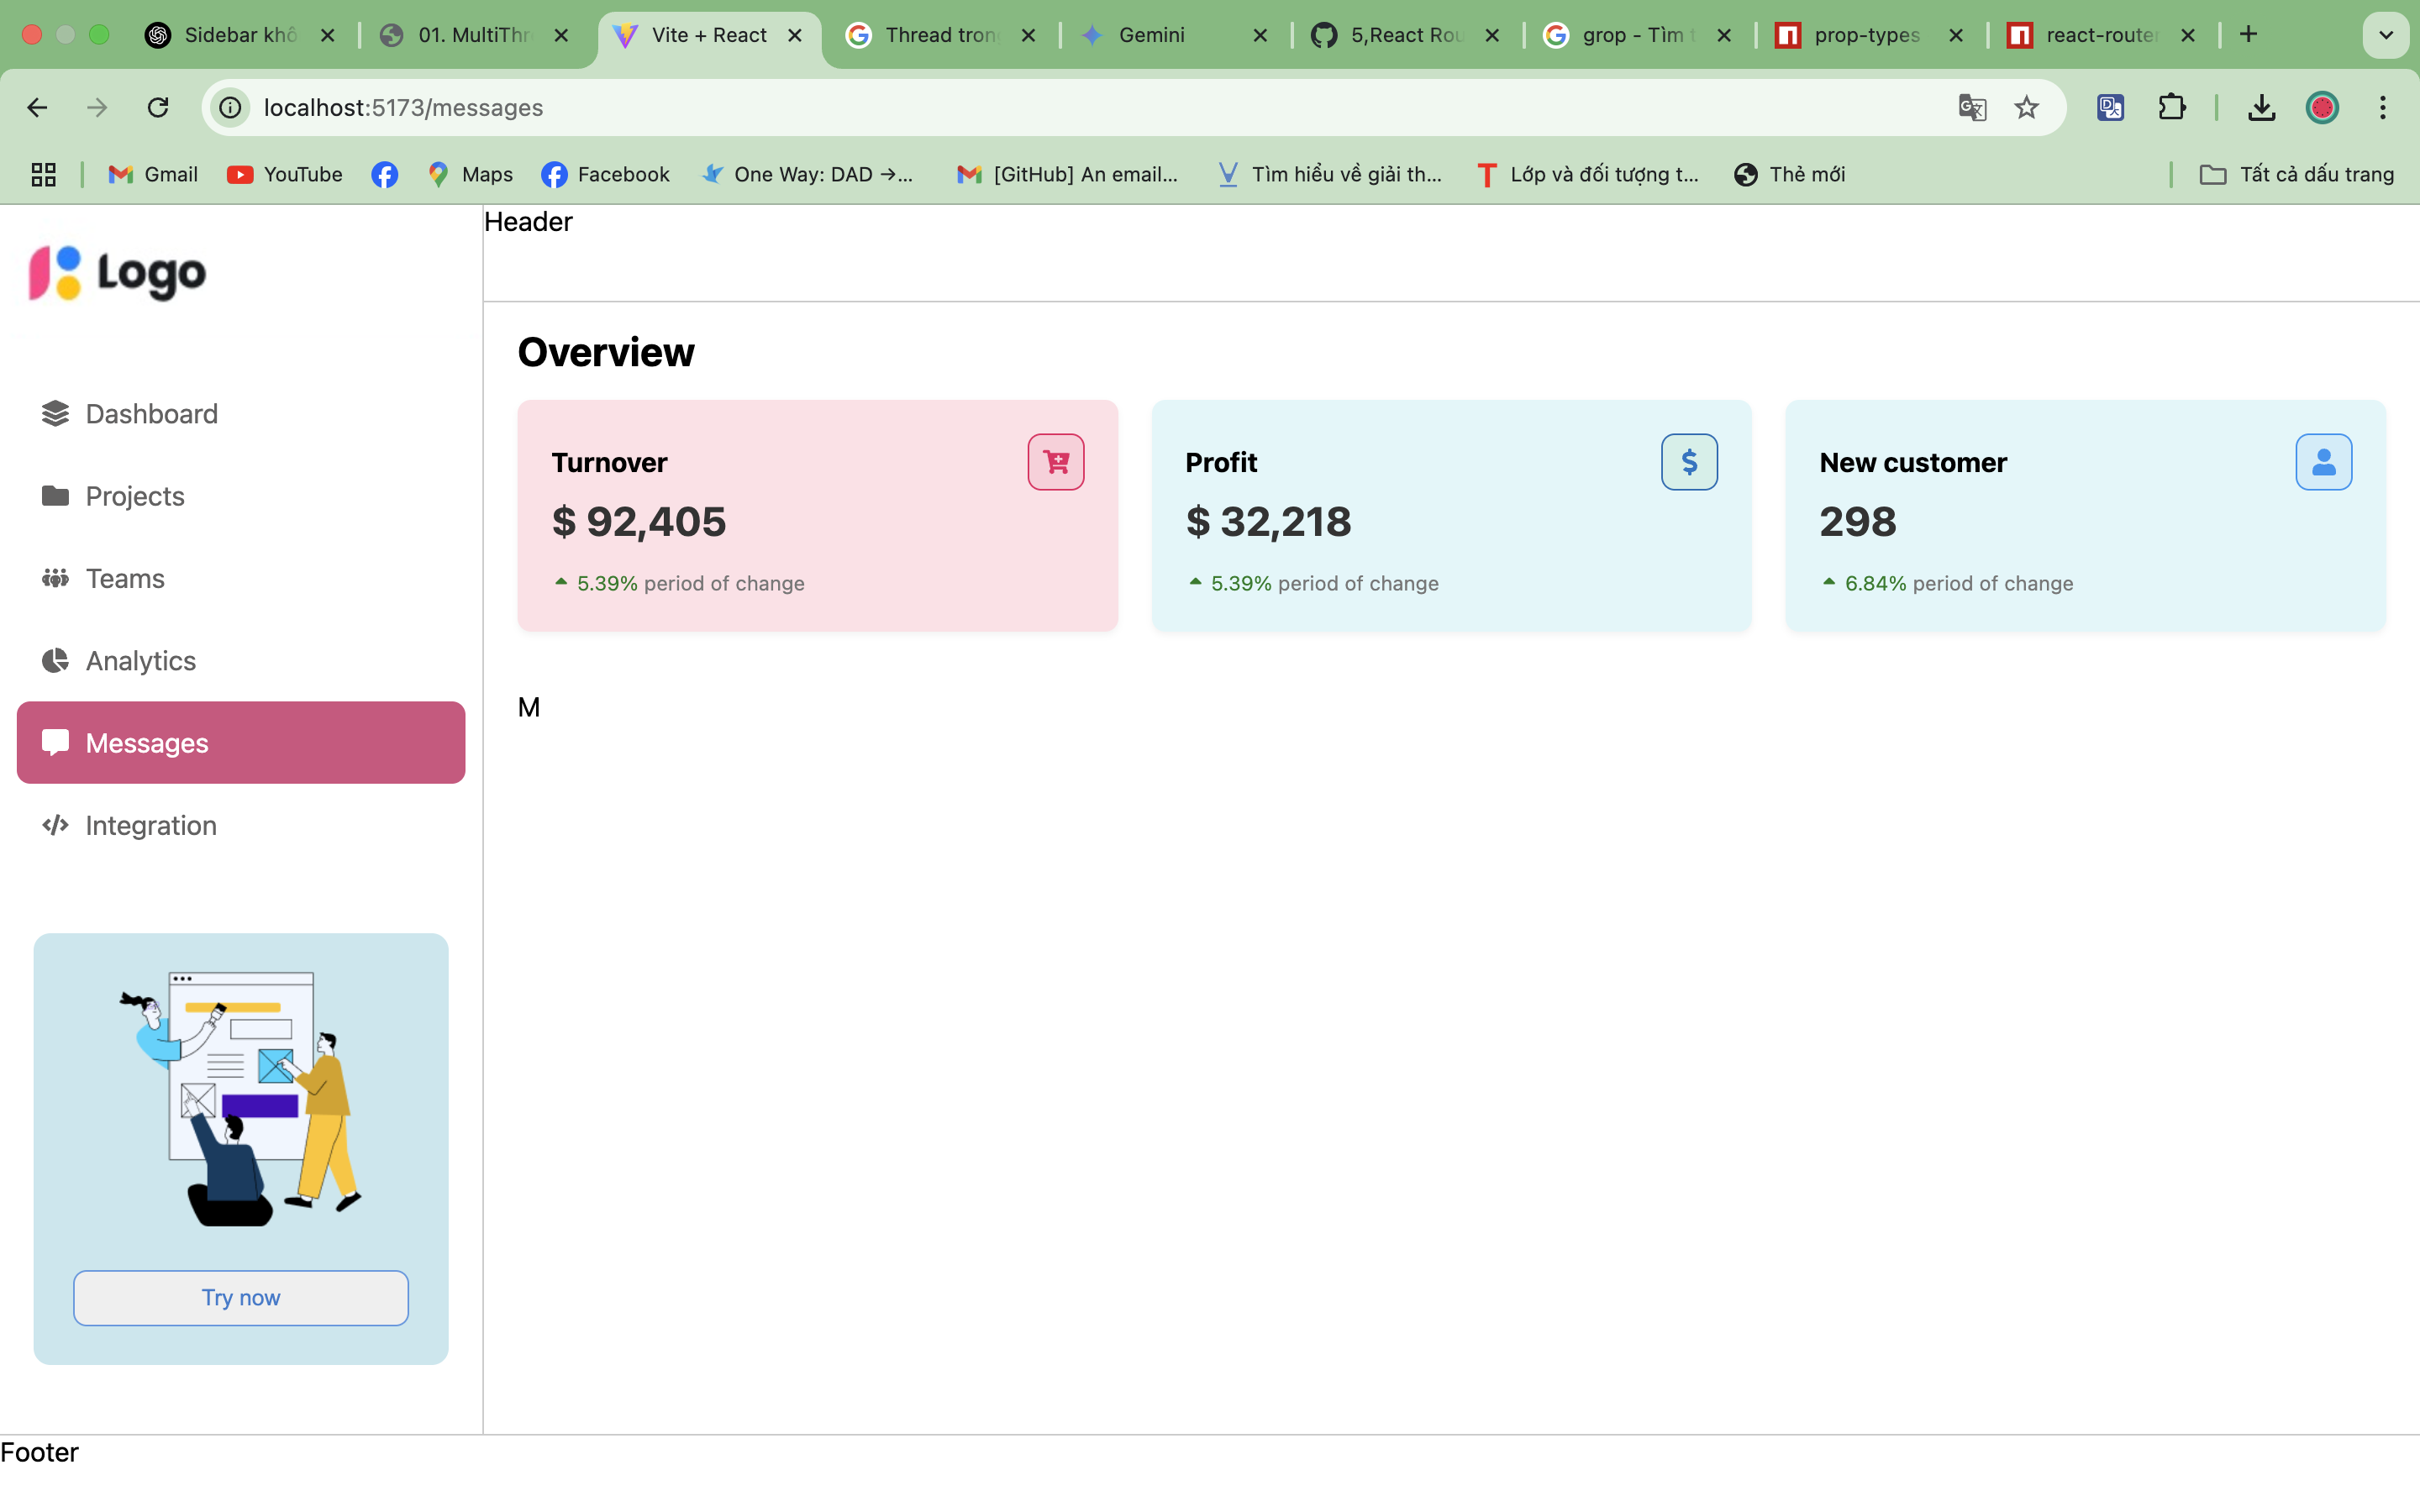 Sidebar khô
01. MultiThr
Vite + React
Thread tron
Gemini
5,React Rou
grop - Tìm t
prop-types
react-router
localhost:5173/messages
Gmail
YouTube
Maps
Facebook
One Way: DAD →...
[GitHub] An email...
Tìm hiểu về giải th...
Lớp và đối tượng t...
Thẻ mới
Tất cả dấu trang
Logo
Header
Overview
Dashboard
Projects
Teams
Analytics
Messages
Integration
Turnover
$ 92,405
5.39% period of change
Profit
$ 32,218
5.39% period of change
New customer
298
6.84% period of change
M
Try now
Footer